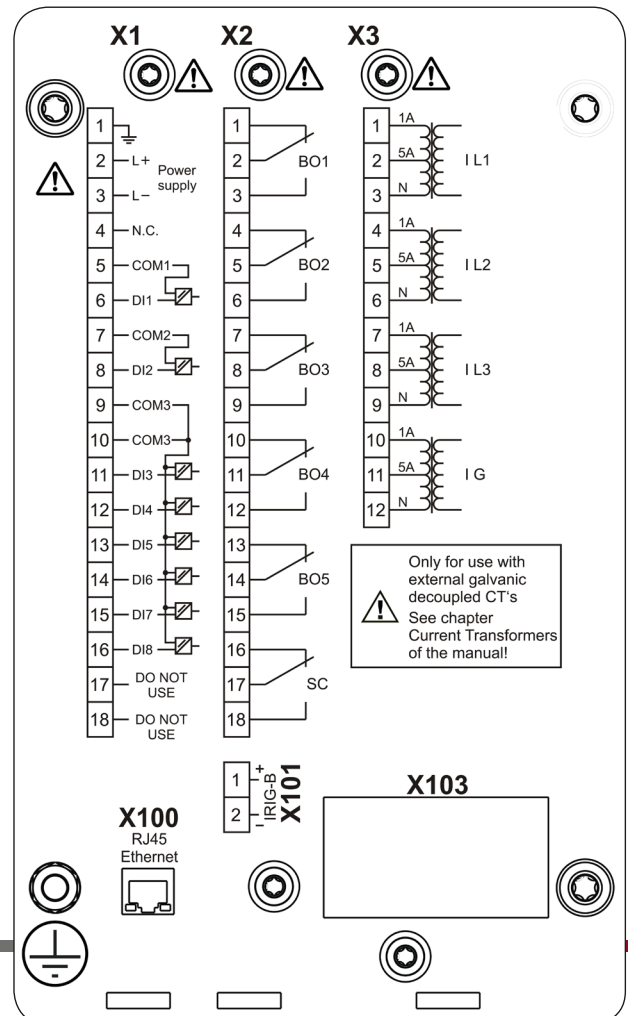 X1
X2
X3
1
2 L+
Power supply
3 L−
4 N.C.
5 COM1
6 DI1
7 COM2
8 DI2
9 COM3
10 COM3
11 DI3
12 DI4
13 DI5
14 DI6
15 DI7
16 DI8
17 DO NOT USE
18 DO NOT USE
1
2 BO1
3
4
5 BO2
6
7
8 BO3
9
10
11 BO4
12
13
14 BO5
15
16
17 SC
18
1 1A
2 5A I L1
3 N
4 1A
5 5A I L2
6 N
7 1A
8 5A I L3
9 N
10 1A
11 5A I G
12 N
Only for use with
external galvanic
decoupled CT's
See chapter
Current Transformers
of the manual!
1 +
2 −
IRIG-B
X101
X103
X100
RJ45
Ethernet